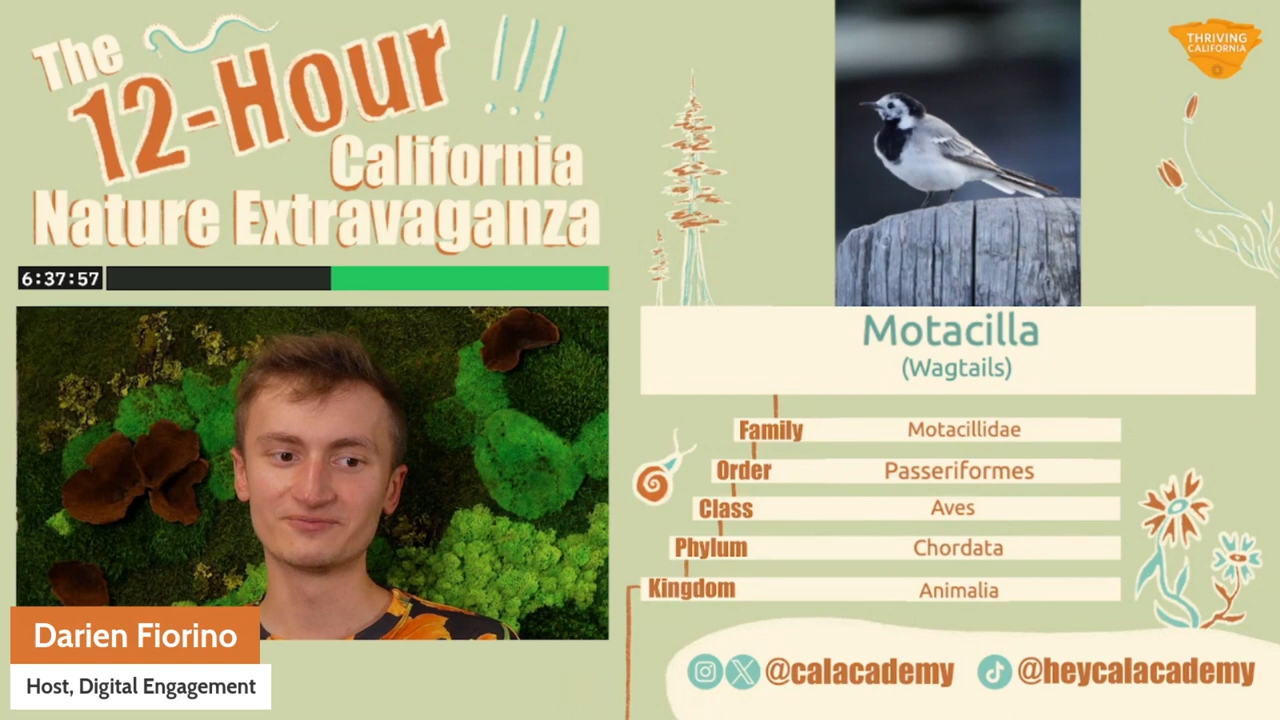 The
12-Hour
!!!
California
Nature Extravaganza
6:37:57
Darien Fiorino
Host, Digital Engagement
THRIVING
CALIFORNIA
Motacilla
(Wagtails)
Family Motacillidae
Order Passeriformes
Class Aves
Phylum Chordata
Kingdom Animalia
@calacademy @heycalacademy